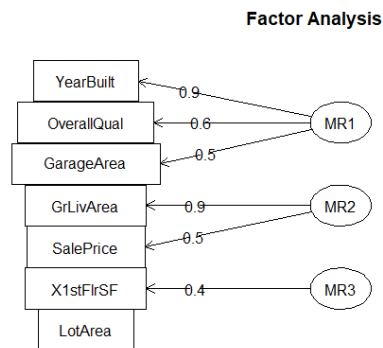 Factor Analysis
YearBuilt
0.9
OverallQual
0.6
MR1
GarageArea
0.5
GrLivArea
0.9
MR2
SalePrice
0.5
X1stFlrSF
0.4
MR3
LotArea